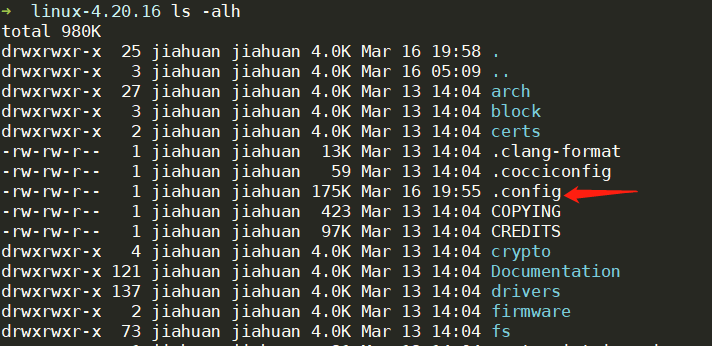 ➜  linux-4.20.16 ls -alh
total 980K
drwxrwxr-x  25 jiahuan jiahuan 4.0K Mar 16 19:58 .
drwxrwxr-x   3 jiahuan jiahuan 4.0K Mar 16 05:09 ..
drwxrwxr-x  27 jiahuan jiahuan 4.0K Mar 13 14:04 arch
drwxrwxr-x   3 jiahuan jiahuan 4.0K Mar 13 14:04 block
drwxrwxr-x   2 jiahuan jiahuan 4.0K Mar 13 14:04 certs
-rw-rw-r--   1 jiahuan jiahuan  13K Mar 13 14:04 .clang-format
-rw-rw-r--   1 jiahuan jiahuan   59 Mar 13 14:04 .cocciconfig
-rw-rw-r--   1 jiahuan jiahuan 175K Mar 16 19:55 .config
-rw-rw-r--   1 jiahuan jiahuan  423 Mar 13 14:04 COPYING
-rw-rw-r--   1 jiahuan jiahuan  97K Mar 13 14:04 CREDITS
drwxrwxr-x   4 jiahuan jiahuan 4.0K Mar 13 14:04 crypto
drwxrwxr-x 121 jiahuan jiahuan 4.0K Mar 13 14:04 Documentation
drwxrwxr-x 137 jiahuan jiahuan 4.0K Mar 13 14:04 drivers
drwxrwxr-x   2 jiahuan jiahuan 4.0K Mar 13 14:04 firmware
drwxrwxr-x  73 jiahuan jiahuan 4.0K Mar 13 14:04 fs